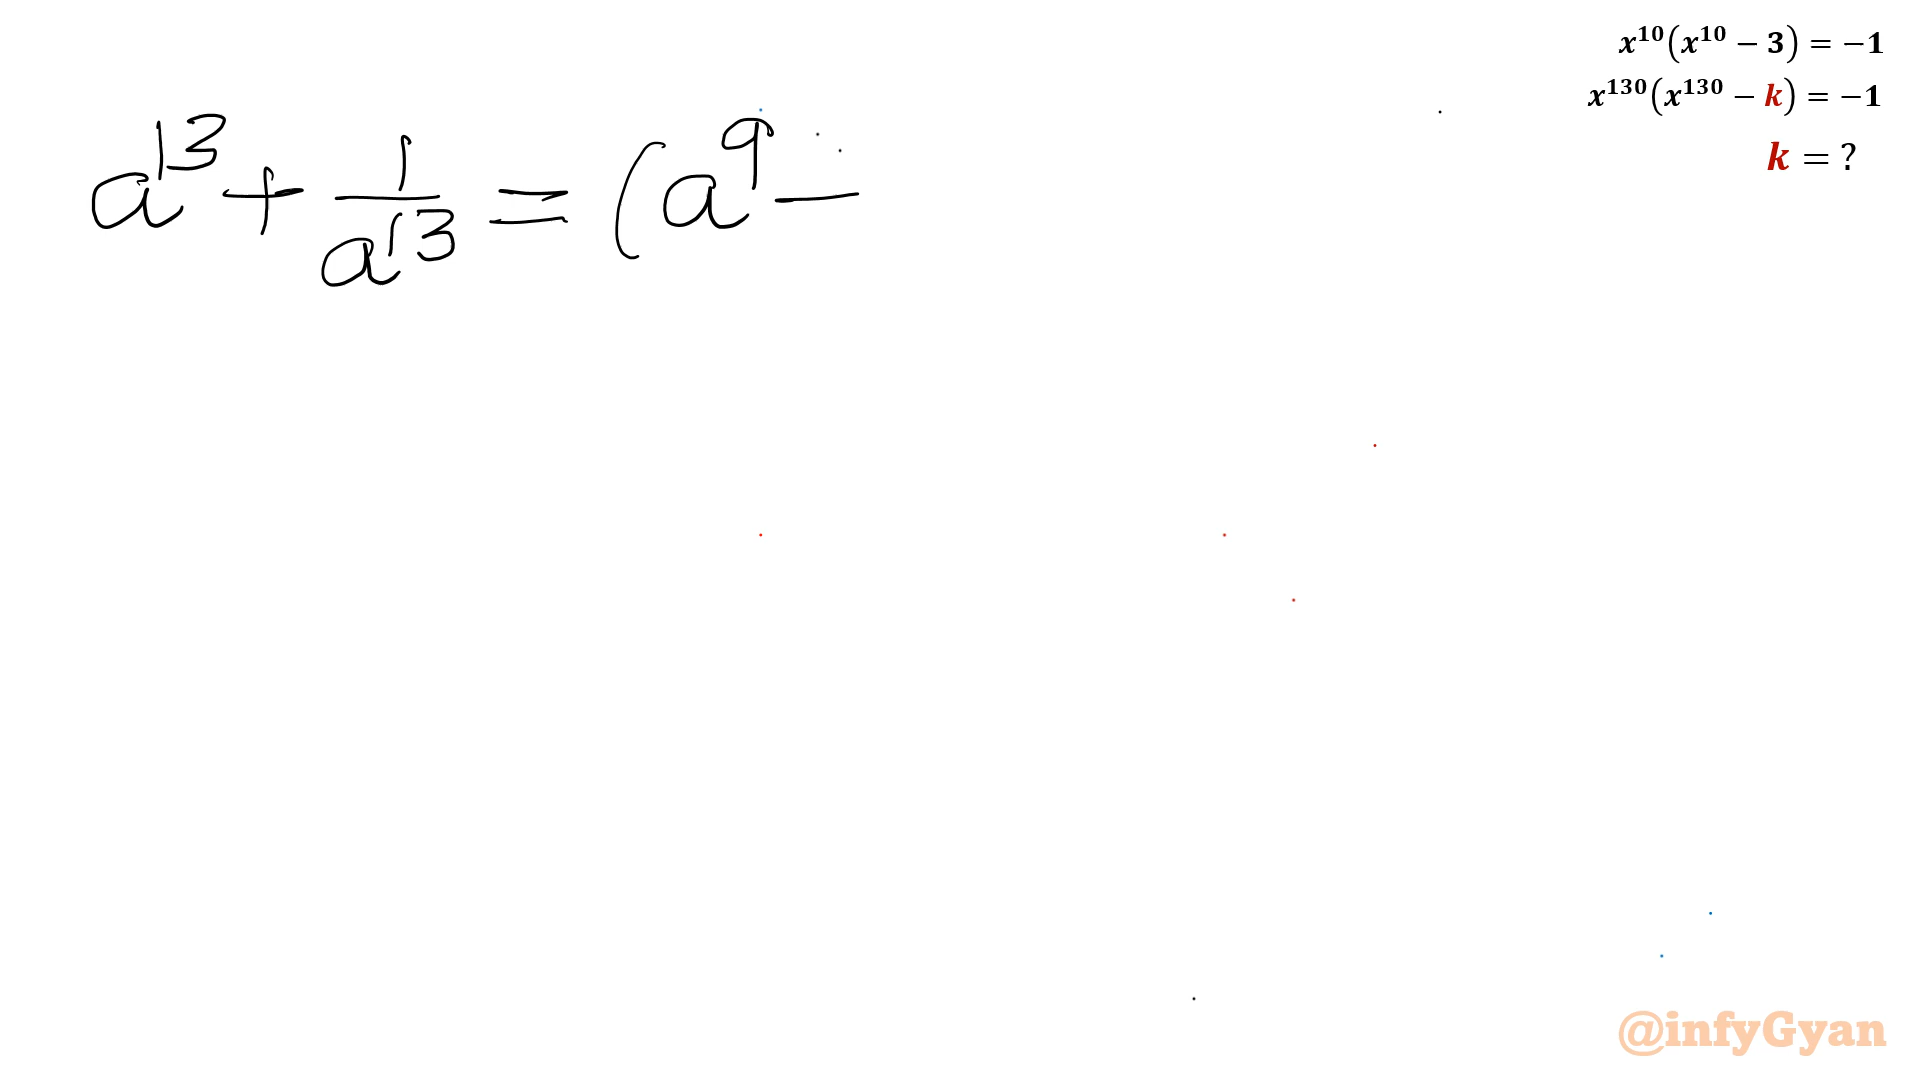 x¹⁰(x¹⁰ − 3) = −1
x¹³⁰(x¹³⁰ − k) = −1
k = ?
a¹³ + 1/a¹³ = (a⁹ −
@infyGyan